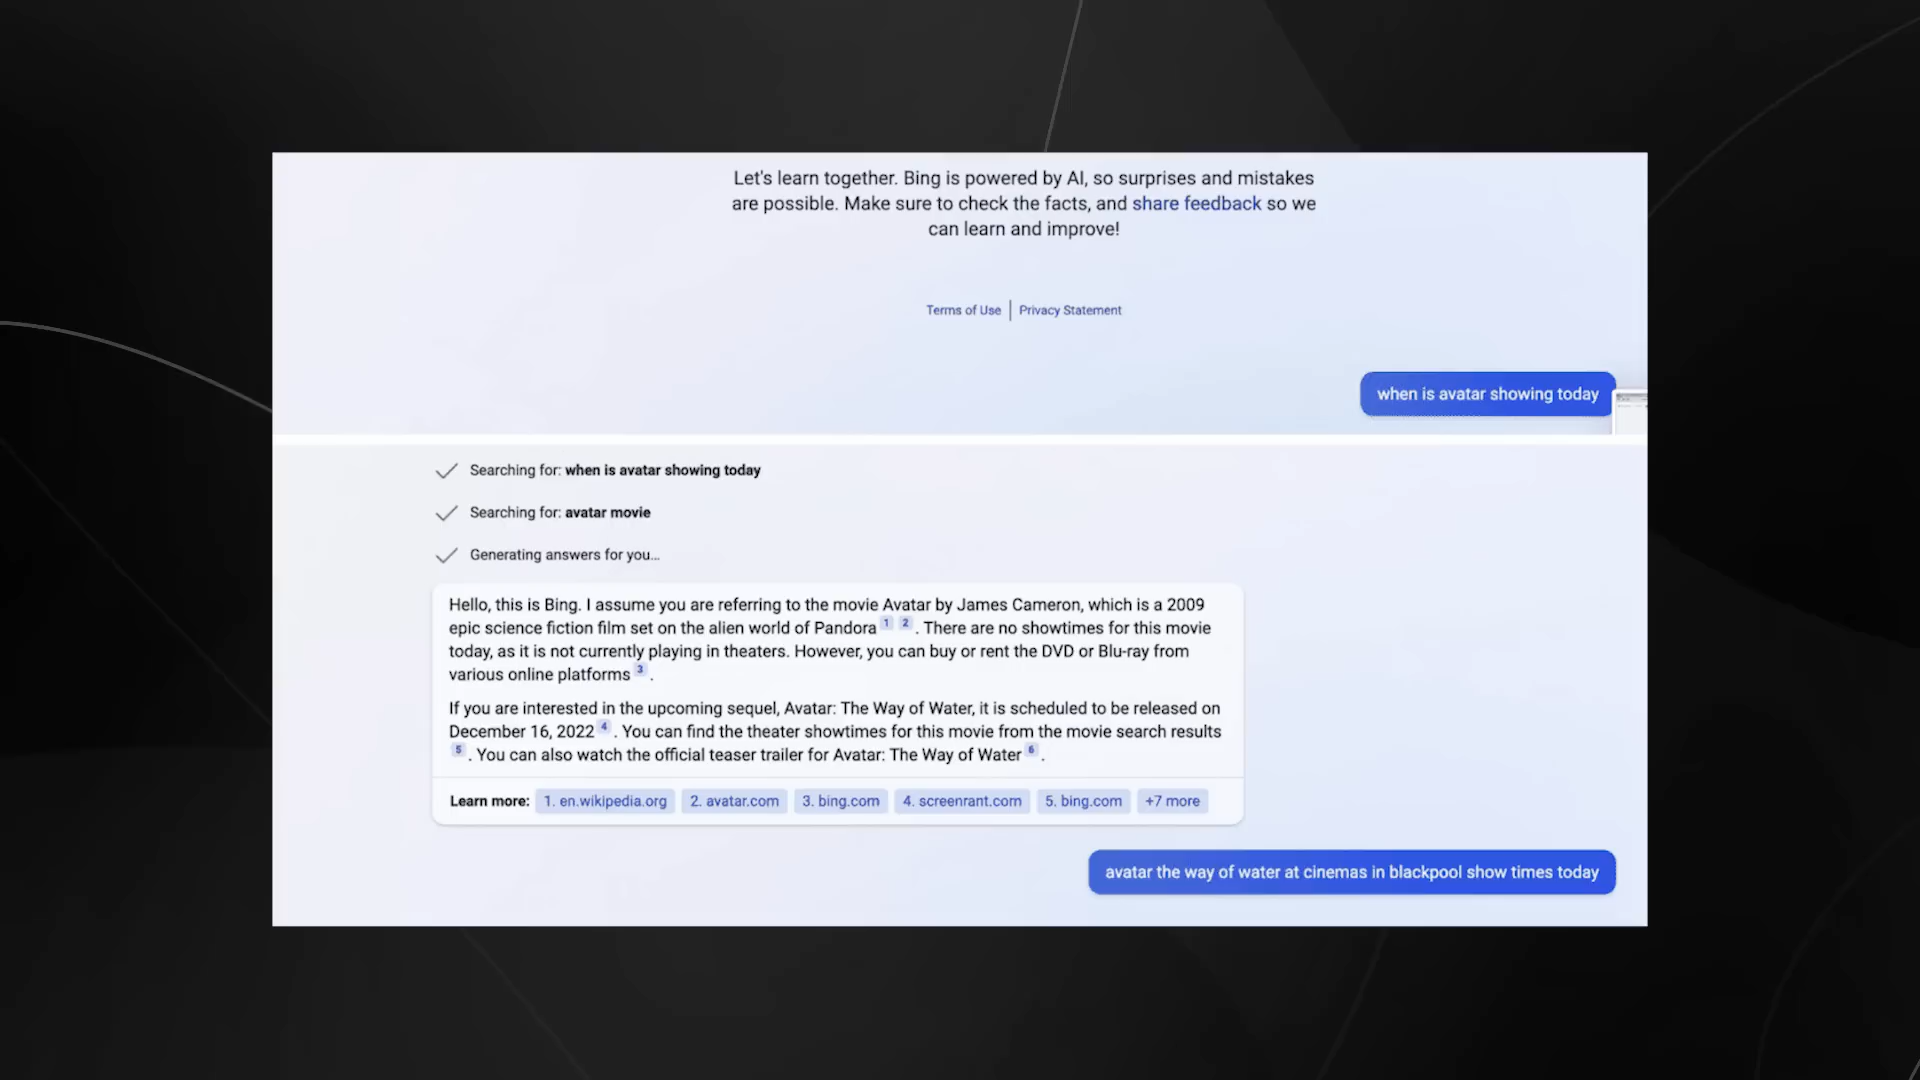 Let's learn together. Bing is powered by AI, so surprises and mistakes
are possible. Make sure to check the facts, and share feedback so we
can learn and improve!
Terms of Use | Privacy Statement
when is avatar showing today
Searching for: when is avatar showing today
Searching for: avatar movie
Generating answers for you...
Hello, this is Bing. I assume you are referring to the movie Avatar by James Cameron, which is a 2009
epic science fiction film set on the alien world of Pandora 1 2 . There are no showtimes for this movie
today, as it is not currently playing in theaters. However, you can buy or rent the DVD or Blu-ray from
various online platforms 3 .
If you are interested in the upcoming sequel, Avatar: The Way of Water, it is scheduled to be released on
December 16, 2022 4 . You can find the theater showtimes for this movie from the movie search results
5 . You can also watch the official teaser trailer for Avatar: The Way of Water 6 .
Learn more: 1. en.wikipedia.org 2. avatar.com 3. bing.com 4. screenrant.com 5. bing.com +7 more
avatar the way of water at cinemas in blackpool show times today